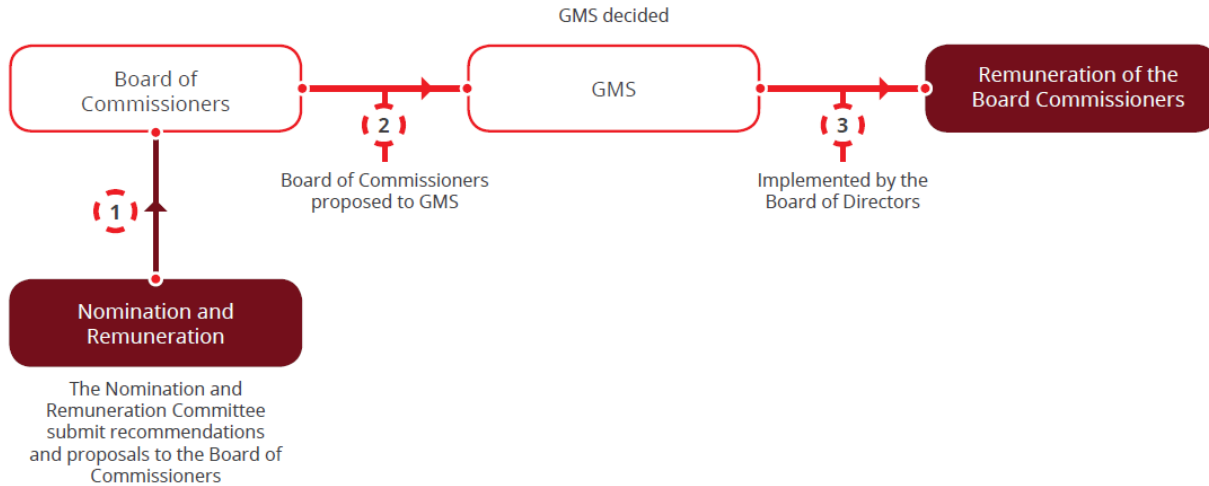 GMS decided
Board of
Commissioners
GMS
Remuneration of the
Board Commissioners
2
3
Board of Commissioners
proposed to GMS
Implemented by the
Board of Directors
1
Nomination and
Remuneration
The Nomination and
Remuneration Committee
submit recommendations
and proposals to the Board of
Commissioners